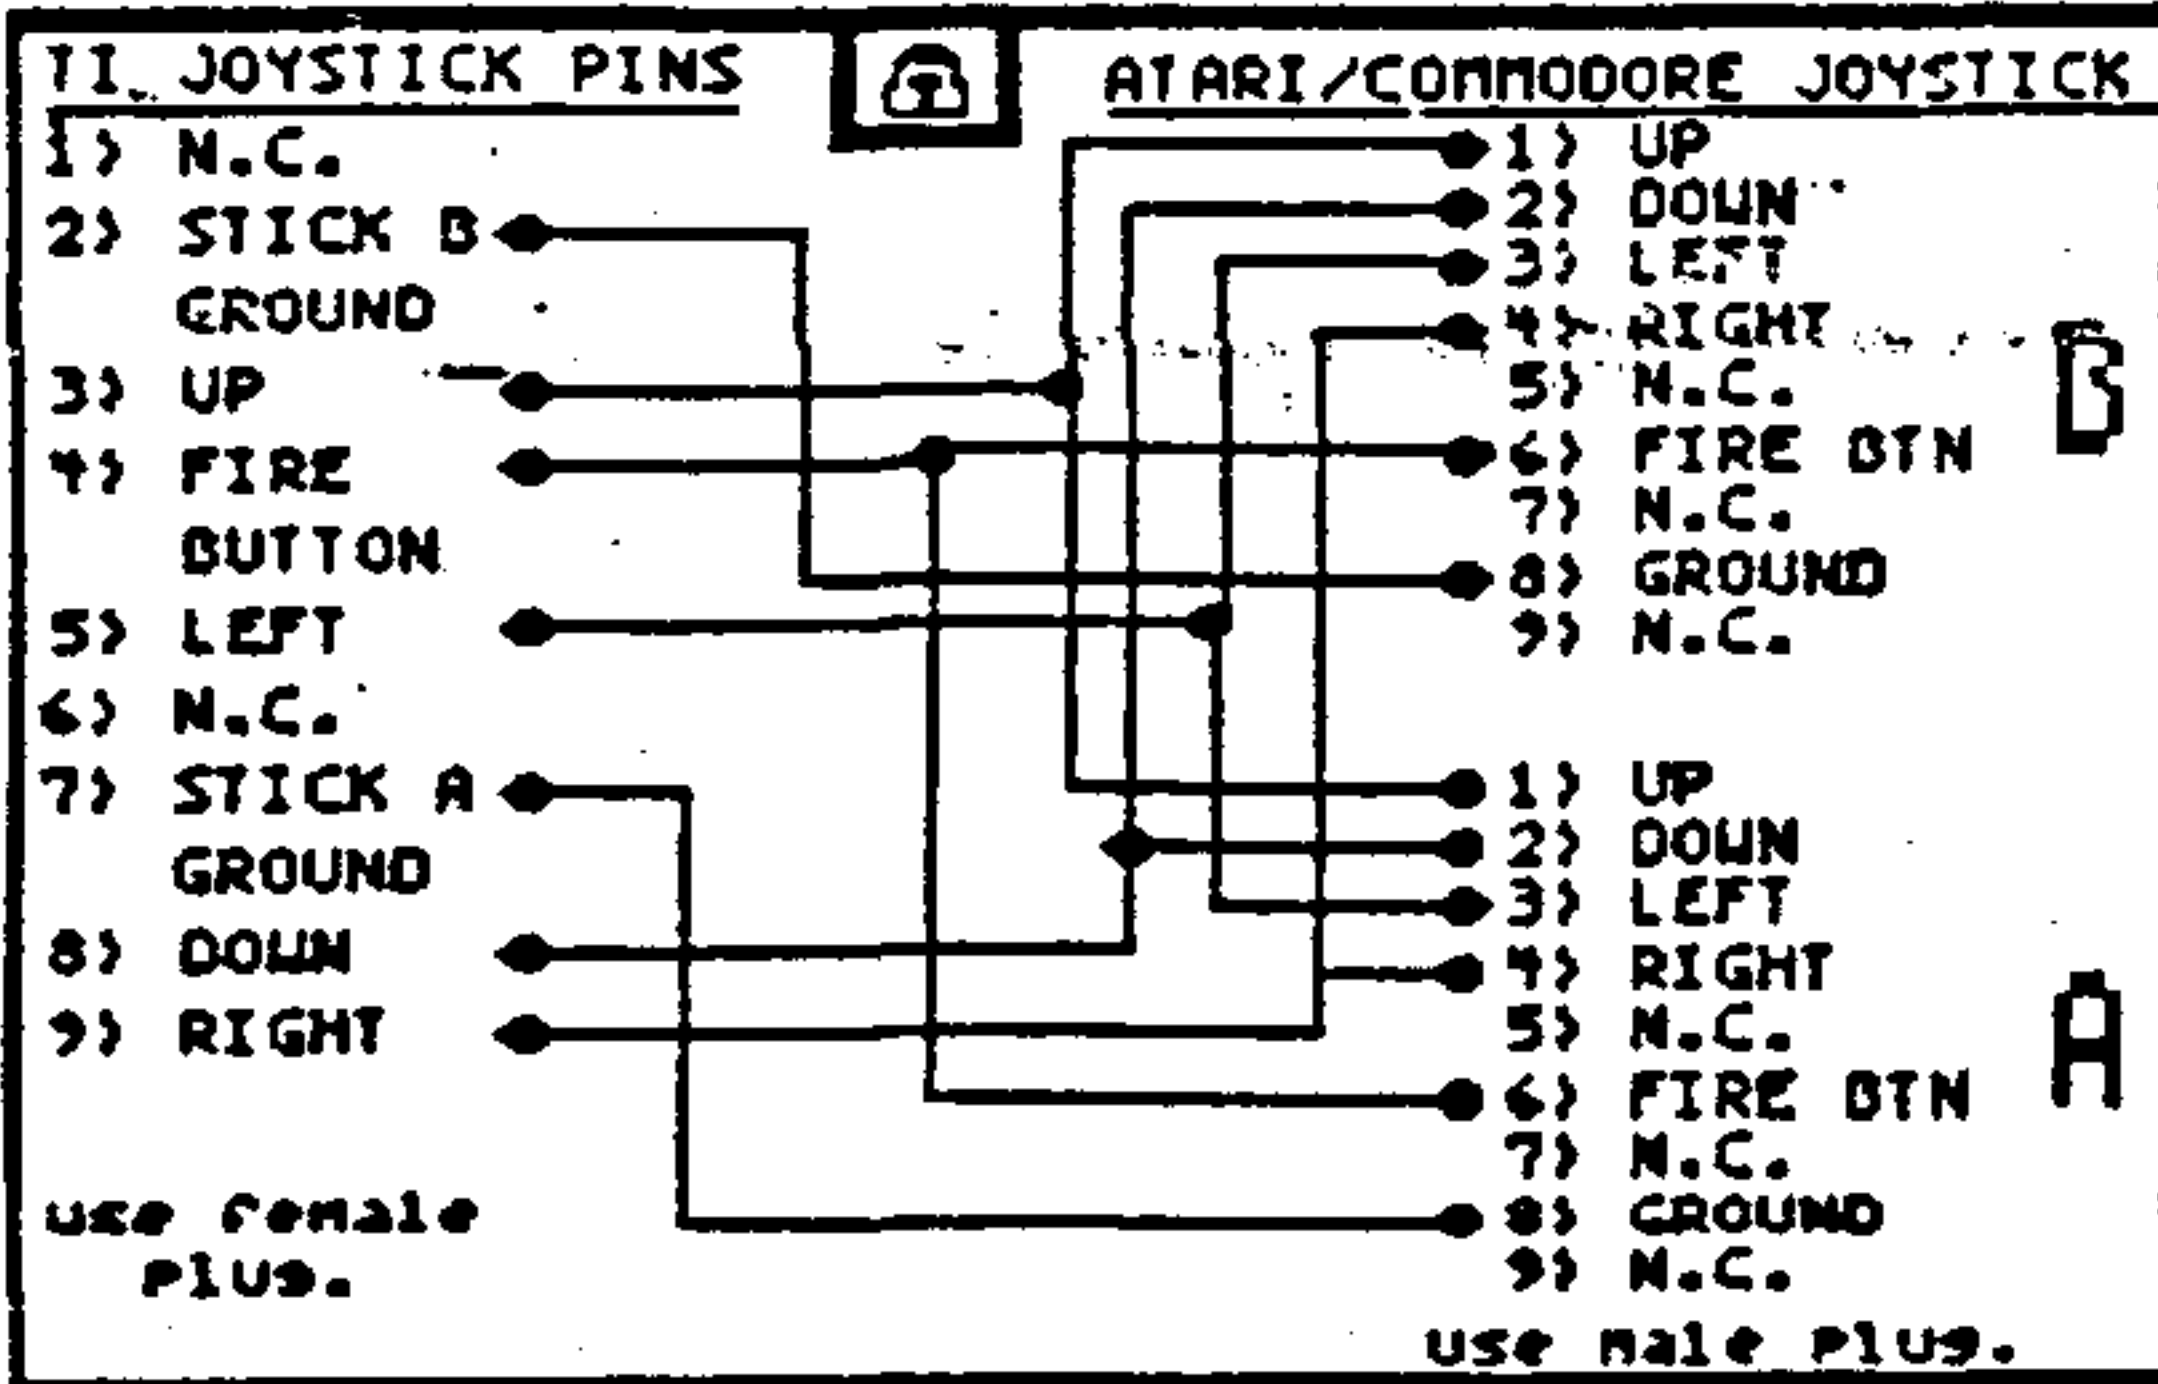 TI JOYSTICK PINS
1) N.C.
2) STICK B
GROUND
3) UP
4) FIRE
BUTTON
5) LEFT
6) N.C.
7) STICK A
GROUND
8) DOWN
9) RIGHT
use female
plug.
ATARI/COMMODORE JOYSTICK
1) UP
2) DOWN
3) LEFT
4) RIGHT
5) N.C.
6) FIRE BTN
7) N.C.
8) GROUND
9) N.C.
B
1) UP
2) DOWN
3) LEFT
4) RIGHT
5) N.C.
6) FIRE BTN
7) N.C.
8) GROUND
9) N.C.
A
use male plug.